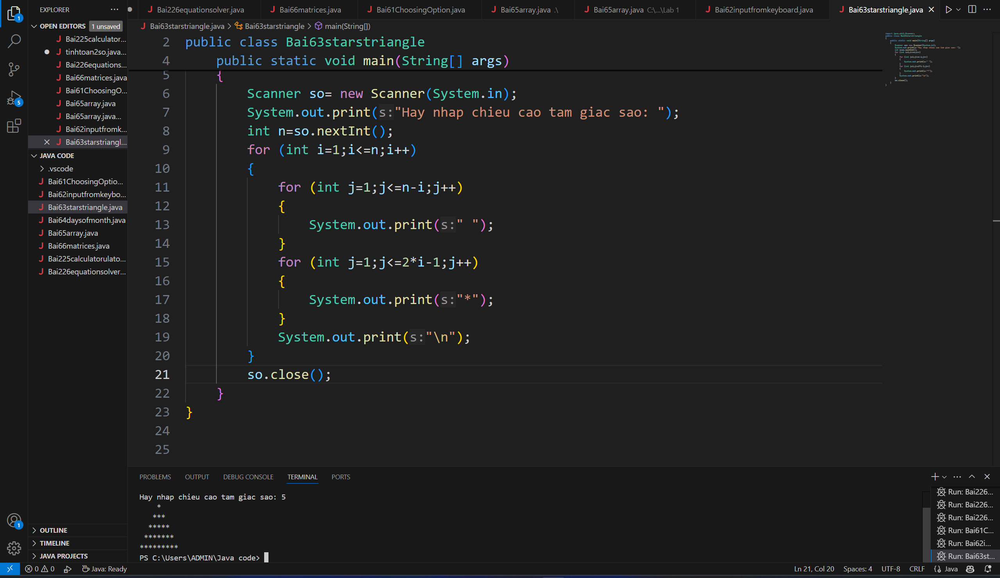 EXPLORER
Bai226equationsolver.java
Bai66matrices.java
Bai61ChoosingOption.java
Bai65array.java .\
Bai65array.java C:\...\Lab 1
Bai62inputfromkeyboard.java
Bai63starstriangle.java
OPEN EDITORS 1 unsaved
Bai225calculator...
tinhtoan2so.java...
Bai226equations...
Bai66matrices.java
Bai61ChoosingO...
Bai65array.java
Bai65array.java...
Bai62inputfromk...
Bai63starstriangl...
JAVA CODE
.vscode
Bai61ChoosingOptio...
Bai62inputfromkeybo...
Bai63starstriangle.java
Bai64daysofmonth.java
Bai65array.java
Bai66matrices.java
Bai225calculatorulato...
Bai226equationsolver...
OUTLINE
TIMELINE
JAVA PROJECTS
1
5
1
Bai63starstriangle.java > Bai63starstriangle > main(String[])
2 public class Bai63starstriangle
4 public static void main(String[] args)
5 {
6 Scanner so= new Scanner(System.in);
7 System.out.print(s:"Hay nhap chieu cao tam giac sao: ");
8 int n=so.nextInt();
9 for (int i=1;i<=n;i++)
10 {
11 for (int j=1;j<=n-i;j++)
12 {
13 System.out.print(s:" ");
14 }
15 for (int j=1;j<=2*i-1;j++)
16 {
17 System.out.print(s:"*");
18 }
19 System.out.print(s:"\n");
20 }
21 so.close();
22 }
23 }
24
25
PROBLEMS OUTPUT DEBUG CONSOLE TERMINAL PORTS
Hay nhap chieu cao tam giac sao: 5
*
***
*****
*******
*********
PS C:\Users\ADMIN\Java code>
Run: Bai226...
Run: Bai226...
Run: Bai226...
Run: Bai61C...
Run: Bai62i...
Run: Bai63st...
0 0 Java: Ready
Ln 21, Col 20 Spaces: 4 UTF-8 CRLF Java